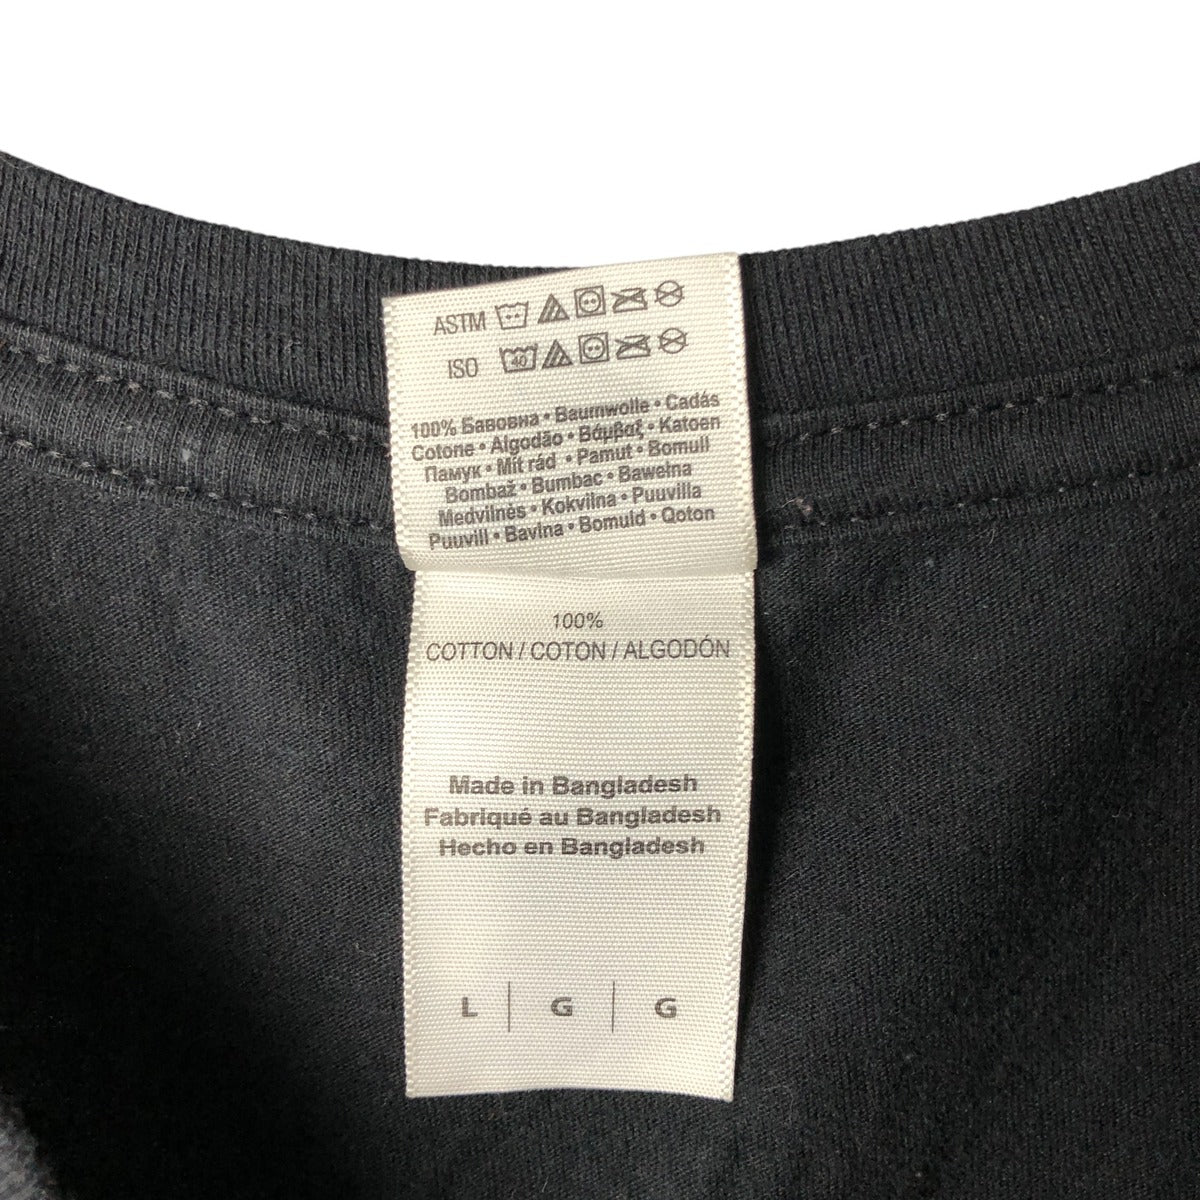 ASTM
ISO 40
100% Бавовна • Baumwolle • Cadás
Cotone • Algodão • Βάμβαξ • Katoen
Памук • Mít rád • Pamut • Bomull
Bombaž • Bumbac • Bawełna
Medvilnės • Kokvilna • Puuvilla
Puuvill • Bavlna • Bomuld • Qoton
100%
COTTON / COTON / ALGODÓN
Made in Bangladesh
Fabriqué au Bangladesh
Hecho en Bangladesh
L | G | G